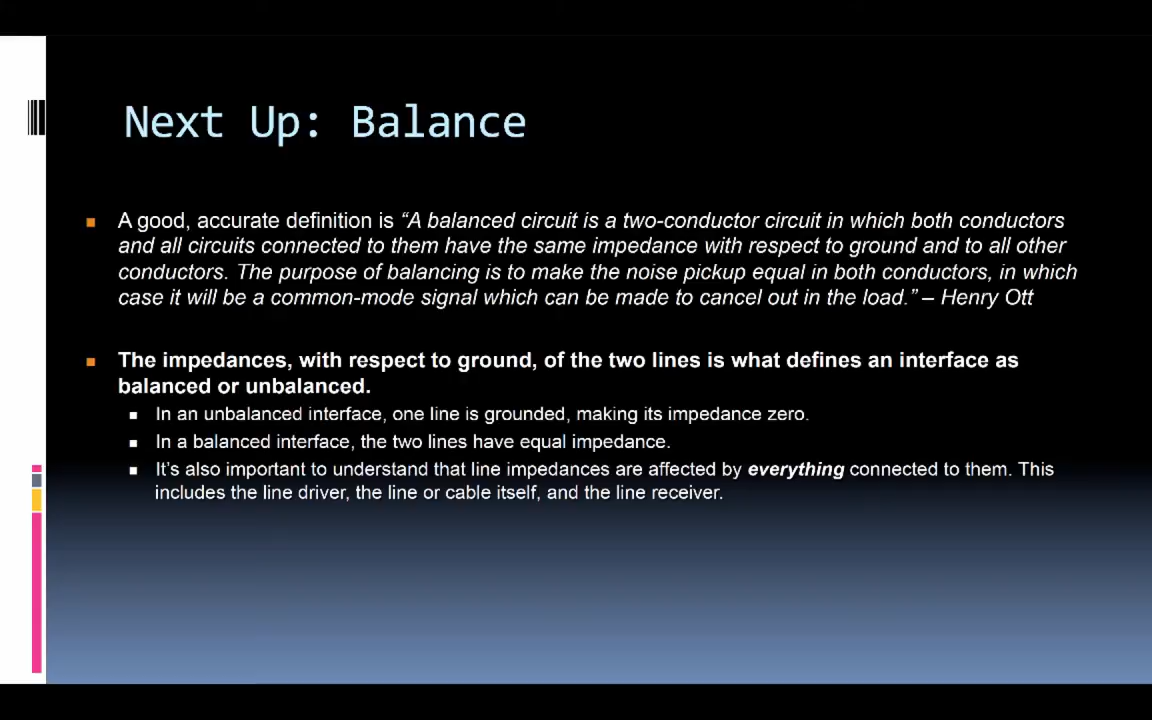 Next Up: Balance
A good, accurate definition is “A balanced circuit is a two-conductor circuit in which both conductors
and all circuits connected to them have the same impedance with respect to ground and to all other
conductors. The purpose of balancing is to make the noise pickup equal in both conductors, in which
case it will be a common-mode signal which can be made to cancel out in the load.” – Henry Ott
The impedances, with respect to ground, of the two lines is what defines an interface as
balanced or unbalanced.
In an unbalanced interface, one line is grounded, making its impedance zero.
In a balanced interface, the two lines have equal impedance.
It’s also important to understand that line impedances are affected by everything connected to them. This
includes the line driver, the line or cable itself, and the line receiver.